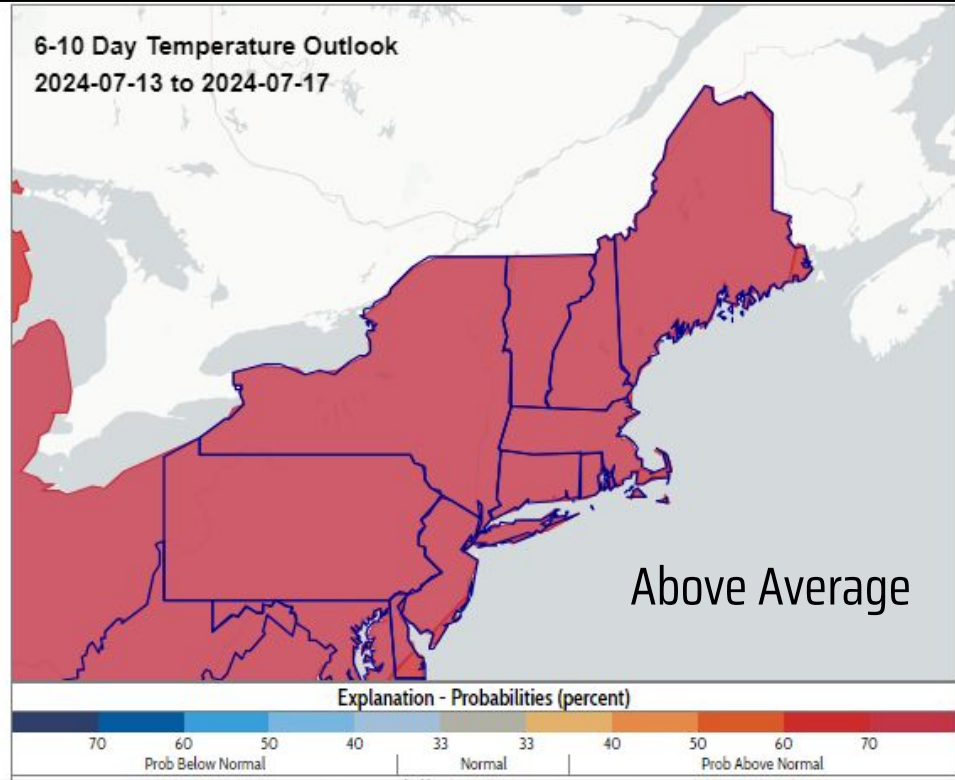 6-10 Day Temperature Outlook
2024-07-13 to 2024-07-17
Above Average
Explanation - Probabilities (percent)
70 60 50 40 33 33 40 50 60 70
Prob Below Normal Normal Prob Above Normal